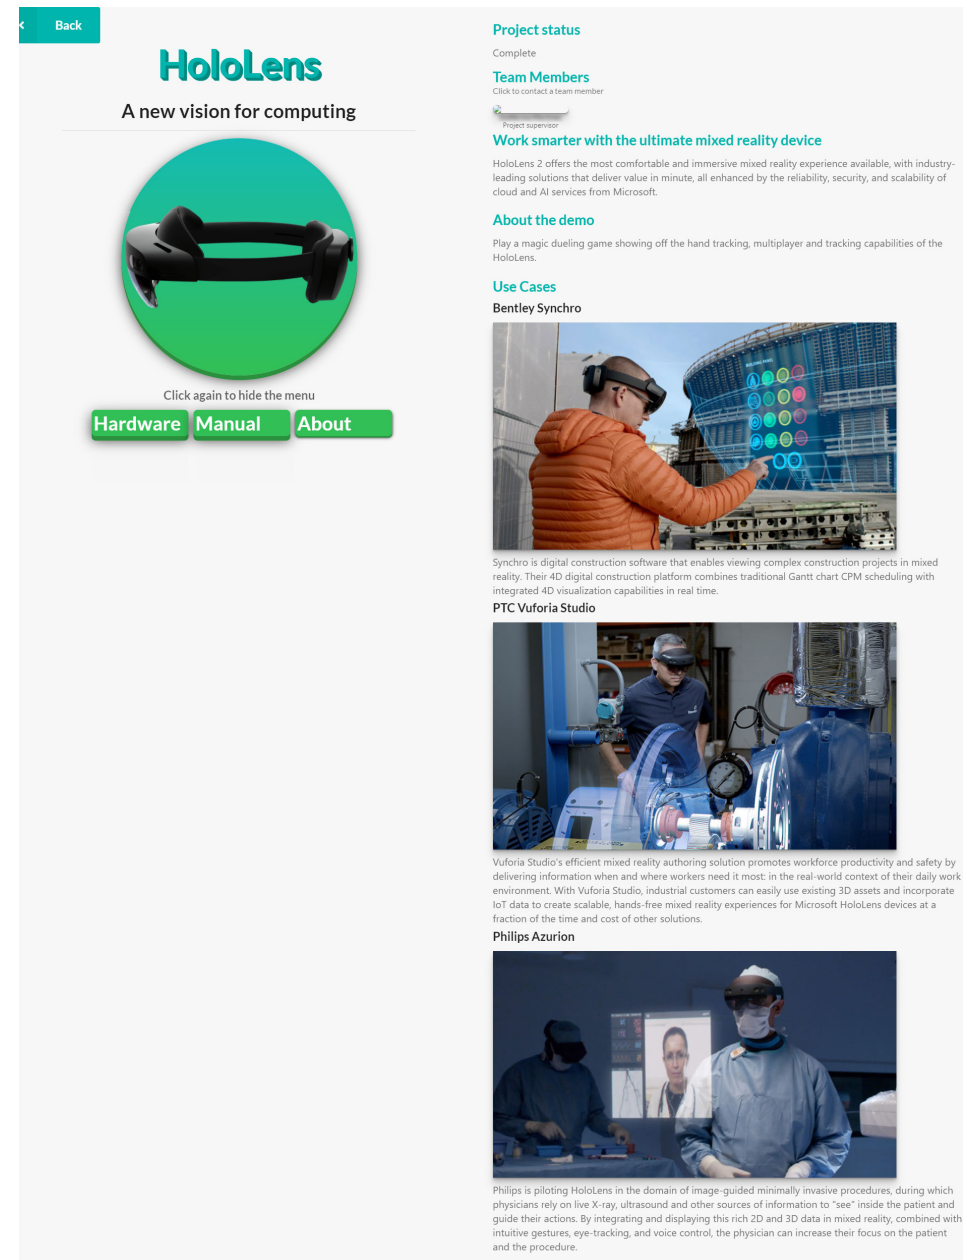 Back
HoloLens
A new vision for computing
Click again to hide the menu
Hardware
Manual
About
Project status
Complete
Team Members
Click to contact a team member
Project supervisor
Work smarter with the ultimate mixed reality device
HoloLens 2 offers the most comfortable and immersive mixed reality experience available, with industry-
leading solutions that deliver value in minute, all enhanced by the reliability, security, and scalability of
cloud and AI services from Microsoft.
About the demo
Play a magic dueling game showing off the hand tracking, multiplayer and tracking capabilities of the
HoloLens.
Use Cases
Bentley Synchro
Synchro is digital construction software that enables viewing complex construction projects in mixed
reality. Their 4D digital construction platform combines traditional Gantt chart CPM scheduling with
integrated 4D visualization capabilities in real time.
PTC Vuforia Studio
Vuforia Studio's efficient mixed reality authoring solution promotes workforce productivity and safety by
delivering information when and where workers need it most: in the real-world context of their daily work
environment. With Vuforia Studio, industrial customers can easily use existing 3D assets and incorporate
IoT data to create scalable, hands-free mixed reality experiences for Microsoft HoloLens devices at a
fraction of the time and cost of other solutions.
Philips Azurion
Philips is piloting HoloLens in the domain of image-guided minimally invasive procedures, during which
physicians rely on live X-ray, ultrasound and other sources of information to "see" inside the patient and
guide their actions. By integrating and displaying this rich 2D and 3D data in mixed reality, combined with
intuitive gestures, eye-tracking, and voice control, the physician can increase their focus on the patient
and the procedure.